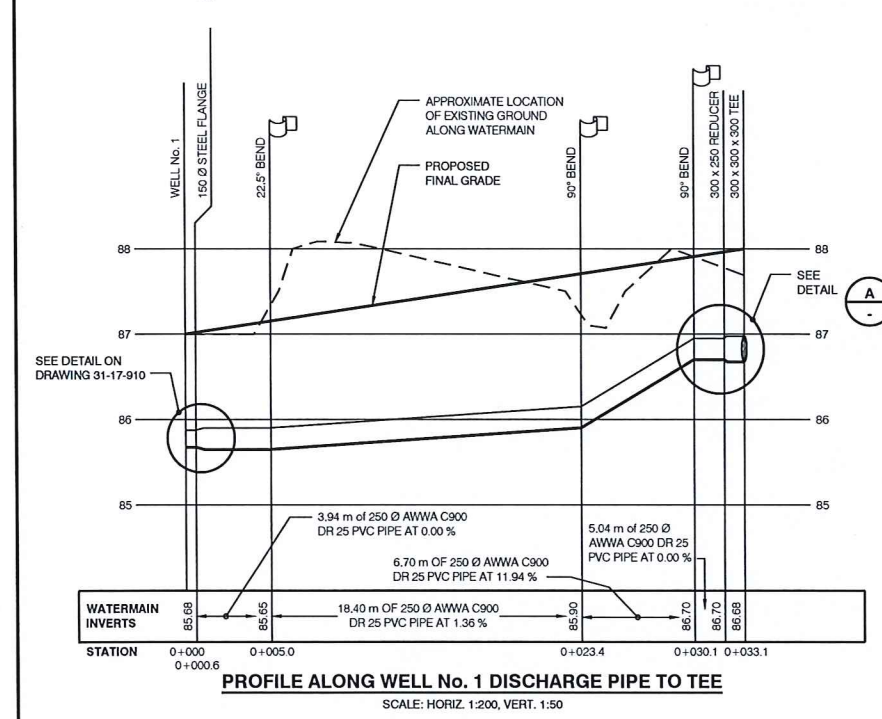 WELL No. 1
150 Ø STEEL FLANGE
22.5° BEND
90° BEND
90° BEND
300 x 250 REDUCER
300 x 300 x 300 TEE
APPROXIMATE LOCATION
OF EXISTING GROUND
ALONG WATERMAIN
PROPOSED
FINAL GRADE
88
88
SEE
DETAIL
A
-
87
87
SEE DETAIL ON
DRAWING 31-17-910
86
86
85
85
3.94 m of 250 Ø AWWA C900
DR 25 PVC PIPE AT 0.00 %
6.70 m OF 250 Ø AWWA C900
DR 25 PVC PIPE AT 11.94 %
5.04 m of 250 Ø
AWWA C900 DR 25
PVC PIPE AT 0.00 %
WATERMAIN
INVERTS
85.68
85.65
18.40 m OF 250 Ø AWWA C900
DR 25 PVC PIPE AT 1.36 %
85.90
86.70
86.70
86.68
STATION
0+000
0+000.6
0+005.0
0+023.4
0+030.1
0+033.1
PROFILE ALONG WELL No. 1 DISCHARGE PIPE TO TEE
SCALE: HORIZ. 1:200, VERT. 1:50